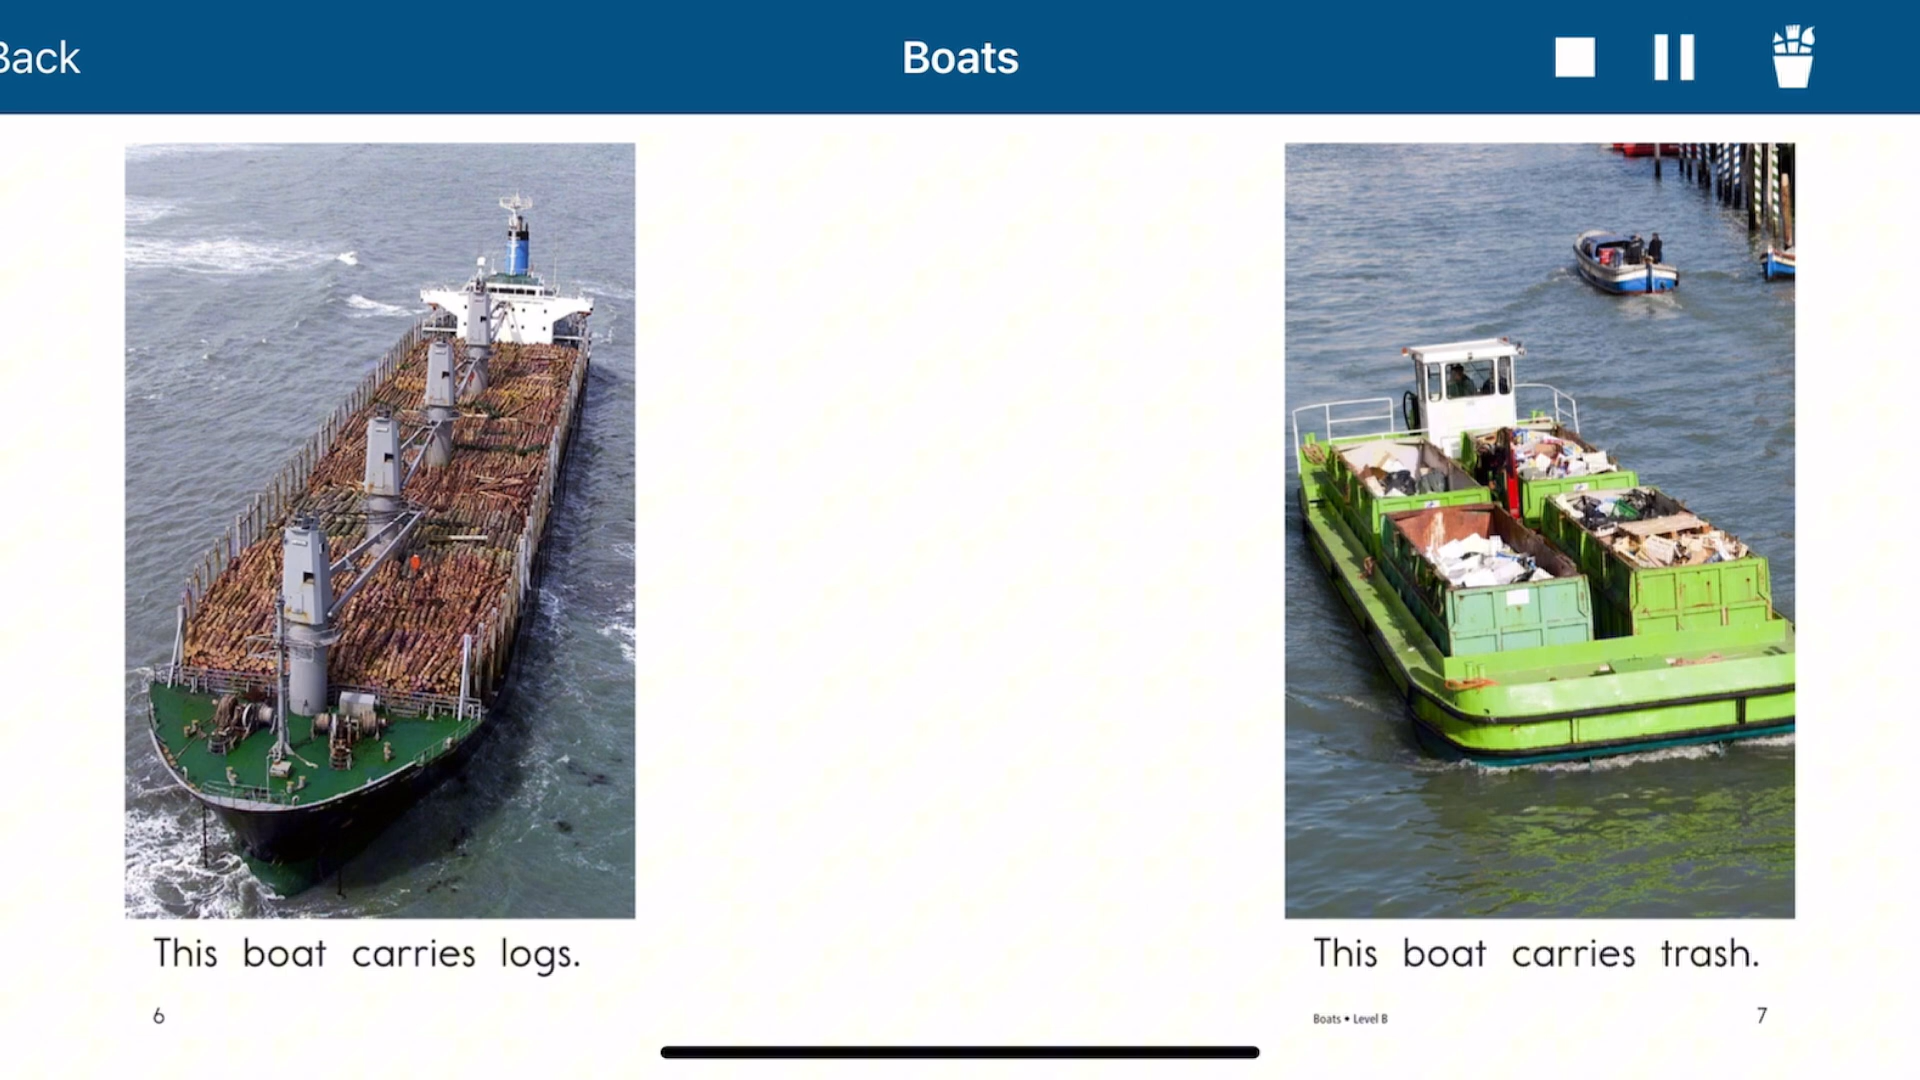 Back
Boats
This boat carries logs.
6
This boat carries trash.
Boats • Level B
7